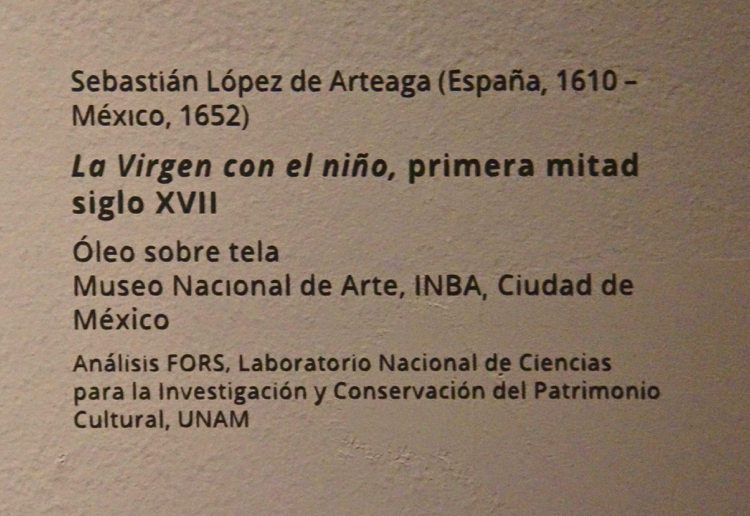 Sebastián López de Arteaga (España, 1610 –
México, 1652)
La Virgen con el niño, primera mitad
siglo XVII
Óleo sobre tela
Museo Nacional de Arte, INBA, Ciudad de
México
Análisis FORS, Laboratorio Nacional de Ciencias
para la Investigación y Conservación del Patrimonio
Cultural, UNAM